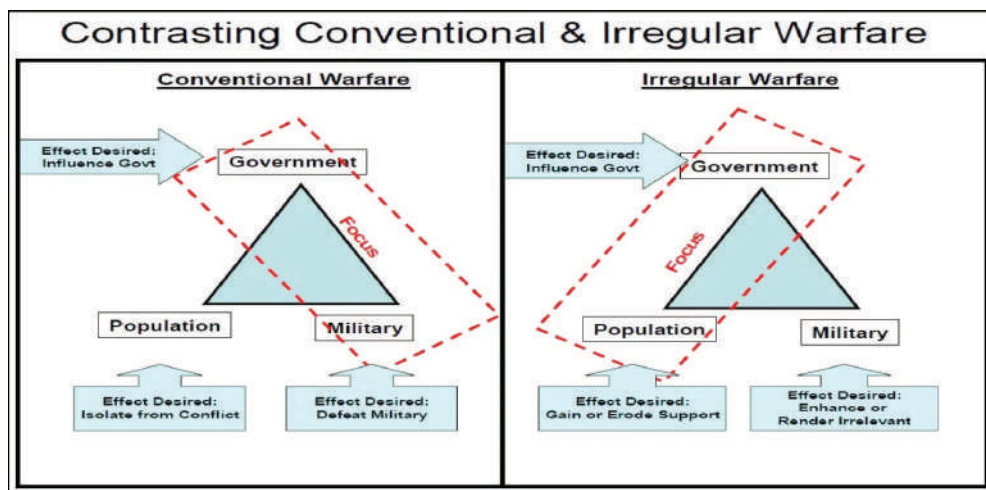 Contrasting Conventional & Irregular Warfare
Conventional Warfare
Effect Desired:
Influence Govt
Government
Focus
Population
Military
Effect Desired:
Isolate from Conflict
Effect Desired:
Defeat Military
Irregular Warfare
Effect Desired:
Influence Govt
Government
Focus
Population
Military
Effect Desired:
Gain or Erode Support
Effect Desired:
Enhance or
Render Irrelevant